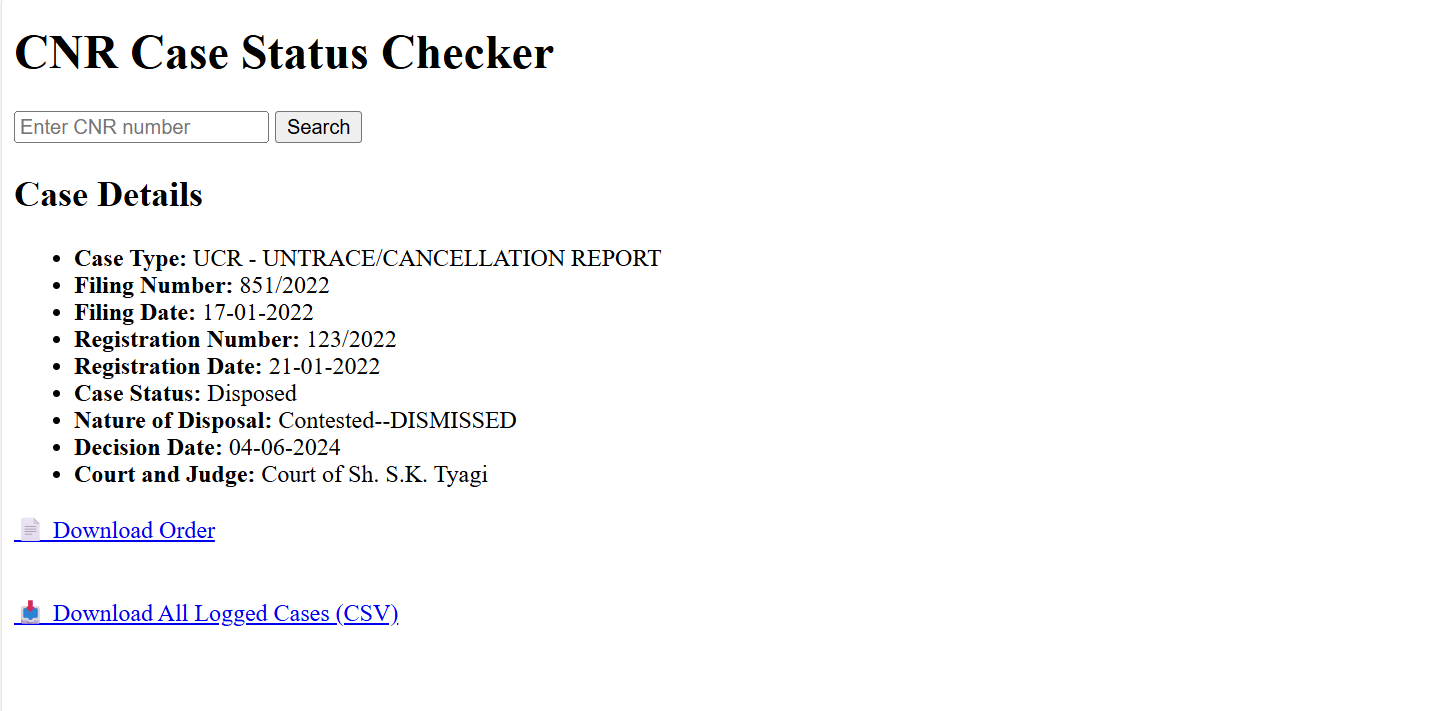 CNR Case Status Checker
Enter CNR number Search
Case Details
• Case Type: UCR - UNTRACE/CANCELLATION REPORT
• Filing Number: 851/2022
• Filing Date: 17-01-2022
• Registration Number: 123/2022
• Registration Date: 21-01-2022
• Case Status: Disposed
• Nature of Disposal: Contested--DISMISSED
• Decision Date: 04-06-2024
• Court and Judge: Court of Sh. S.K. Tyagi
Download Order
Download All Logged Cases (CSV)